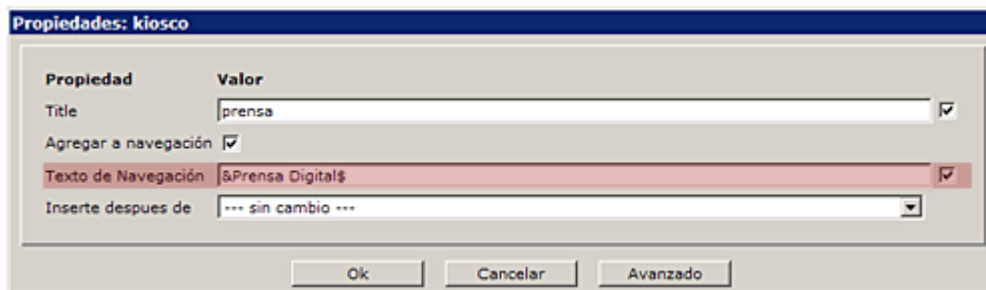 Propiedades: kiosco
Propiedad Valor
Title prensa
Agregar a navegación
Texto de Navegación &Prensa Digital$
Inserte despues de --- sin cambio ---
Ok Cancelar Avanzado